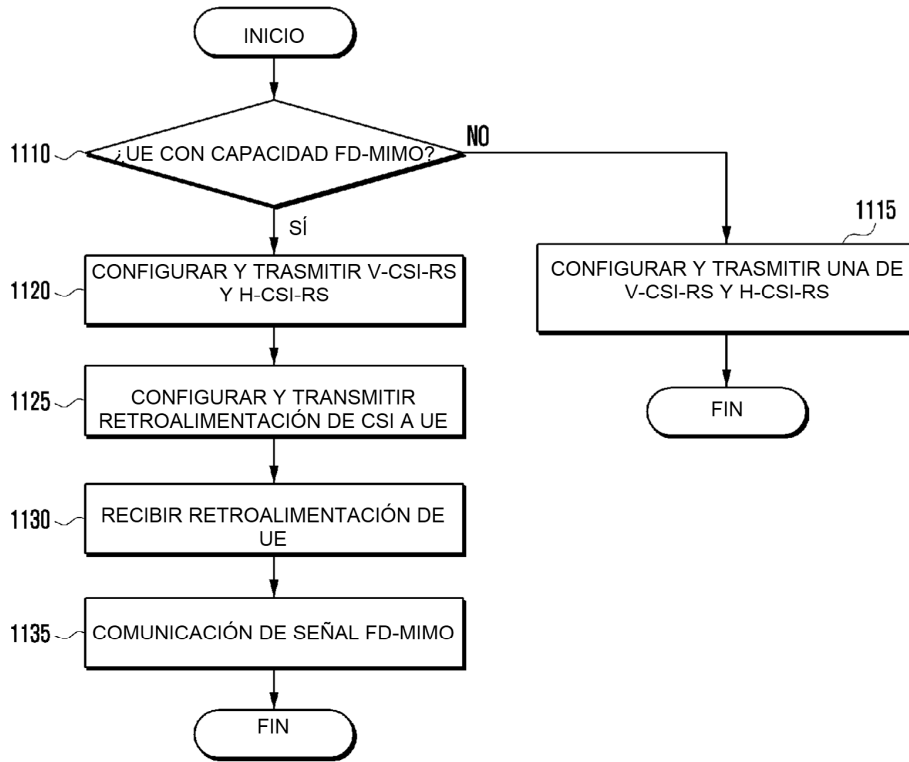 INICIO
1110
¿UE CON CAPACIDAD FD-MIMO?
NO
SÍ
1115
CONFIGURAR Y TRASMITIR UNA DE
V-CSI-RS Y H-CSI-RS
FIN
1120
CONFIGURAR Y TRASMITIR V-CSI-RS
Y H-CSI-RS
1125
CONFIGURAR Y TRANSMITIR
RETROALIMENTACIÓN DE CSI A UE
1130
RECIBIR RETROALIMENTACIÓN DE
UE
1135
COMUNICACIÓN DE SEÑAL FD-MIMO
FIN